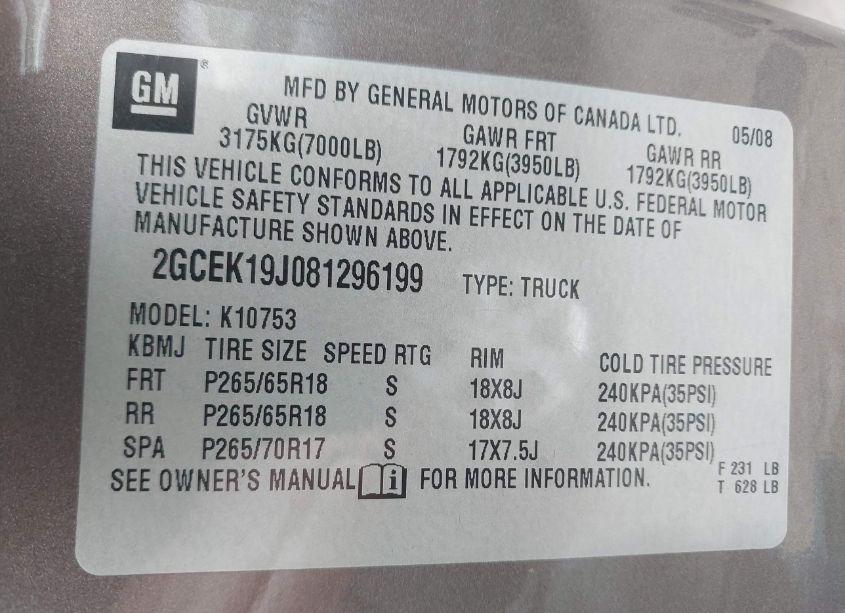 GM ®
MFD BY GENERAL MOTORS OF CANADA LTD. 05/08
GVWR GAWR FRT GAWR RR
3175KG(7000LB) 1792KG(3950LB) 1792KG(3950LB)
THIS VEHICLE CONFORMS TO ALL APPLICABLE U.S. FEDERAL MOTOR
VEHICLE SAFETY STANDARDS IN EFFECT ON THE DATE OF
MANUFACTURE SHOWN ABOVE.
2GCEK19J081296199 TYPE: TRUCK
MODEL: K10753
KBMJ TIRE SIZE SPEED RTG RIM COLD TIRE PRESSURE
FRT P265/65R18 S 18X8J 240KPA(35PSI)
RR P265/65R18 S 18X8J 240KPA(35PSI)
SPA P265/70R17 S 17X7.5J 240KPA(35PSI)
SEE OWNER'S MANUAL i FOR MORE INFORMATION.
F 231 LB
T 628 LB